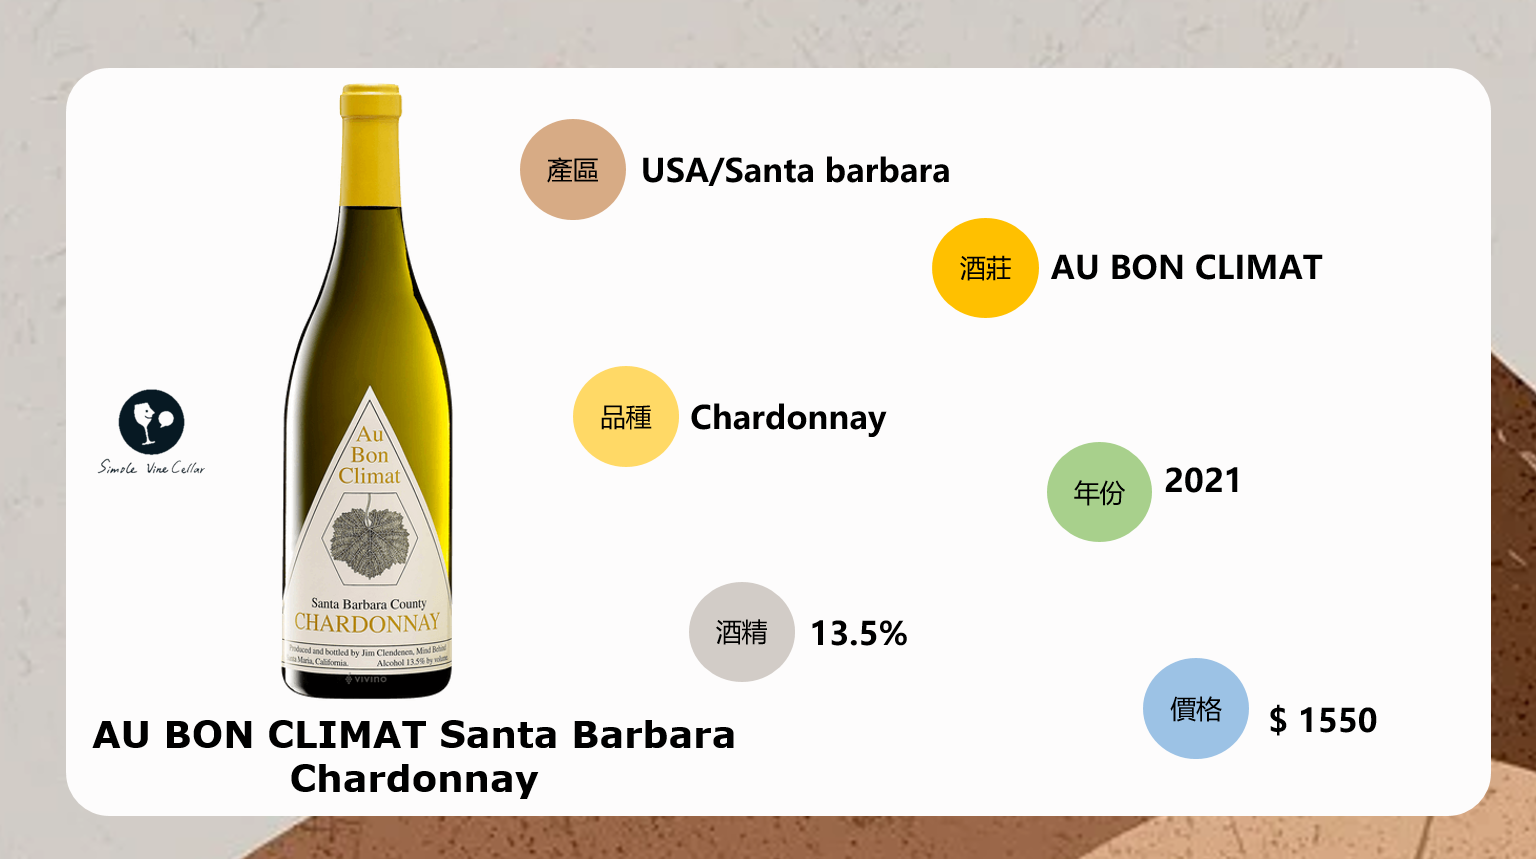 產區
USA/Santa barbara
酒莊
AU BON CLIMAT
品種
Chardonnay
年份
2021
酒精
13.5%
價格
$ 1550
Simple Vine Cellar
Au
Bon
Climat
Santa Barbara County
CHARDONNAY
Produced and bottled by Jim Clendenen, Mind Behind
Maria, California. Alcohol 13.5% by volume
vivino
AU BON CLIMAT Santa Barbara
Chardonnay